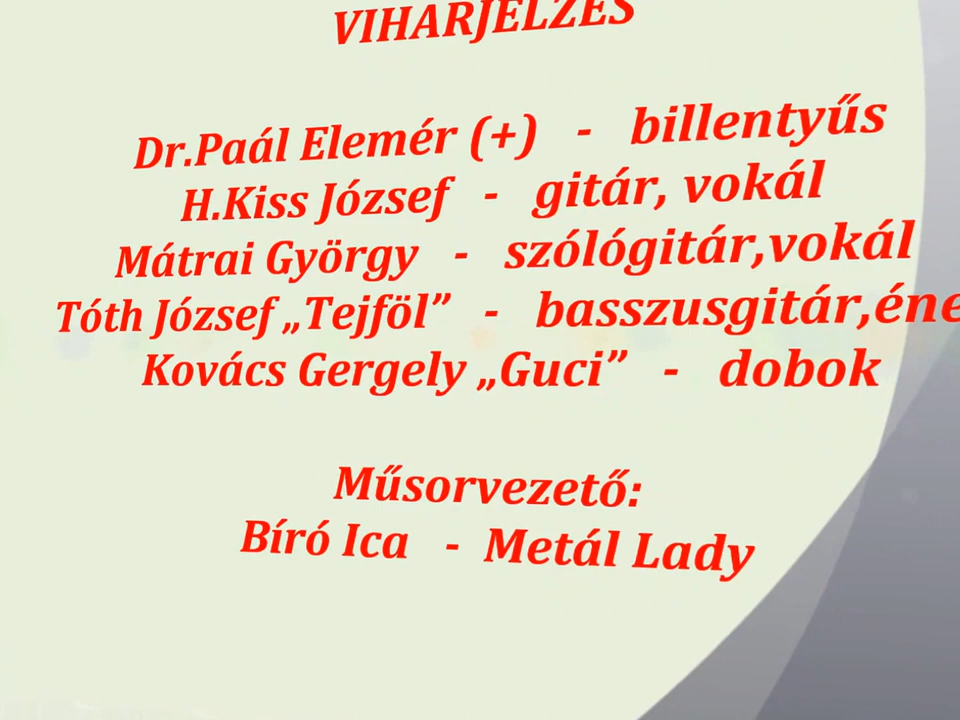 VIHARJELZÉS
Dr.Paál Elemér (+) - billentyűs
H.Kiss József - gitár, vokál
Mátrai György - szólógitár,vokál
Tóth József „Tejföl” - basszusgitár,éne
Kovács Gergely „Guci” - dobok
Műsorvezető:
Bíró Ica - Metál Lady